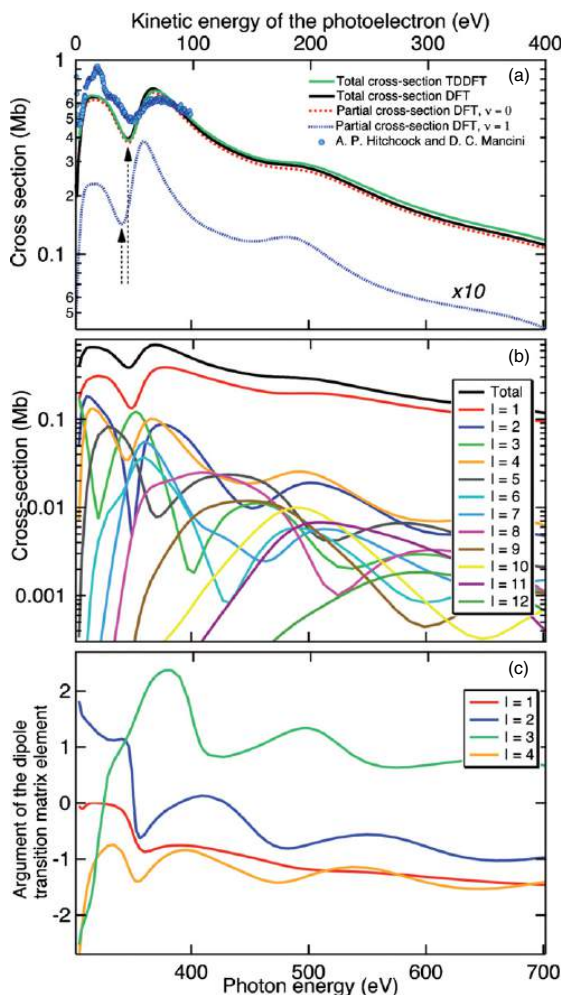 Kinetic energy of the photoelectron (eV)
0 100 200 300 400
(a)
Total cross-section TDDFT
Total cross-section DFT
Partial cross-section DFT, ν = 0
Partial cross-section DFT, ν = 1
A. P. Hitchcock and D. C. Mancini
Cross section (Mb)
1
8
6
5
4
3
2
0.1
8
6
5
x10
(b)
Cross-section (Mb)
0.1
0.01
0.001
Total
l = 1
l = 2
l = 3
l = 4
l = 5
l = 6
l = 7
l = 8
l = 9
l = 10
l = 11
l = 12
(c)
Argument of the dipole
transition matrix element
2
1
0
-1
-2
l = 1
l = 2
l = 3
l = 4
400 500 600 700
Photon energy (eV)